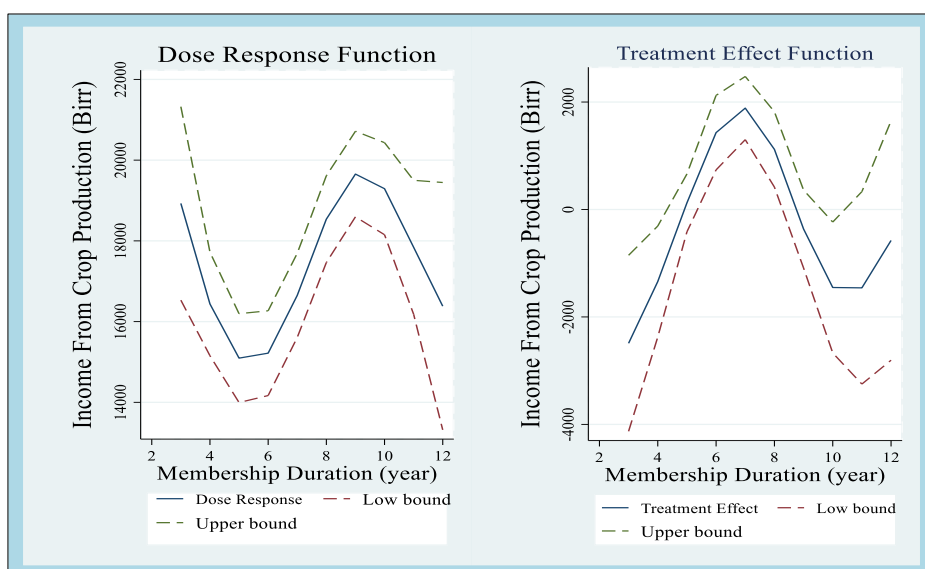 Dose Response Function
Income From Crop Production (Birr)
22000
20000
18000
16000
14000
2 4 6 8 10 12
Membership Duration (year)
Dose Response Low bound
Upper bound
Treatment Effect Function
Income From Crop Production (Birr)
2000
0
-2000
-4000
2 4 6 8 10 12
Membership Duration (year)
Treatment Effect Low bound
Upper bound